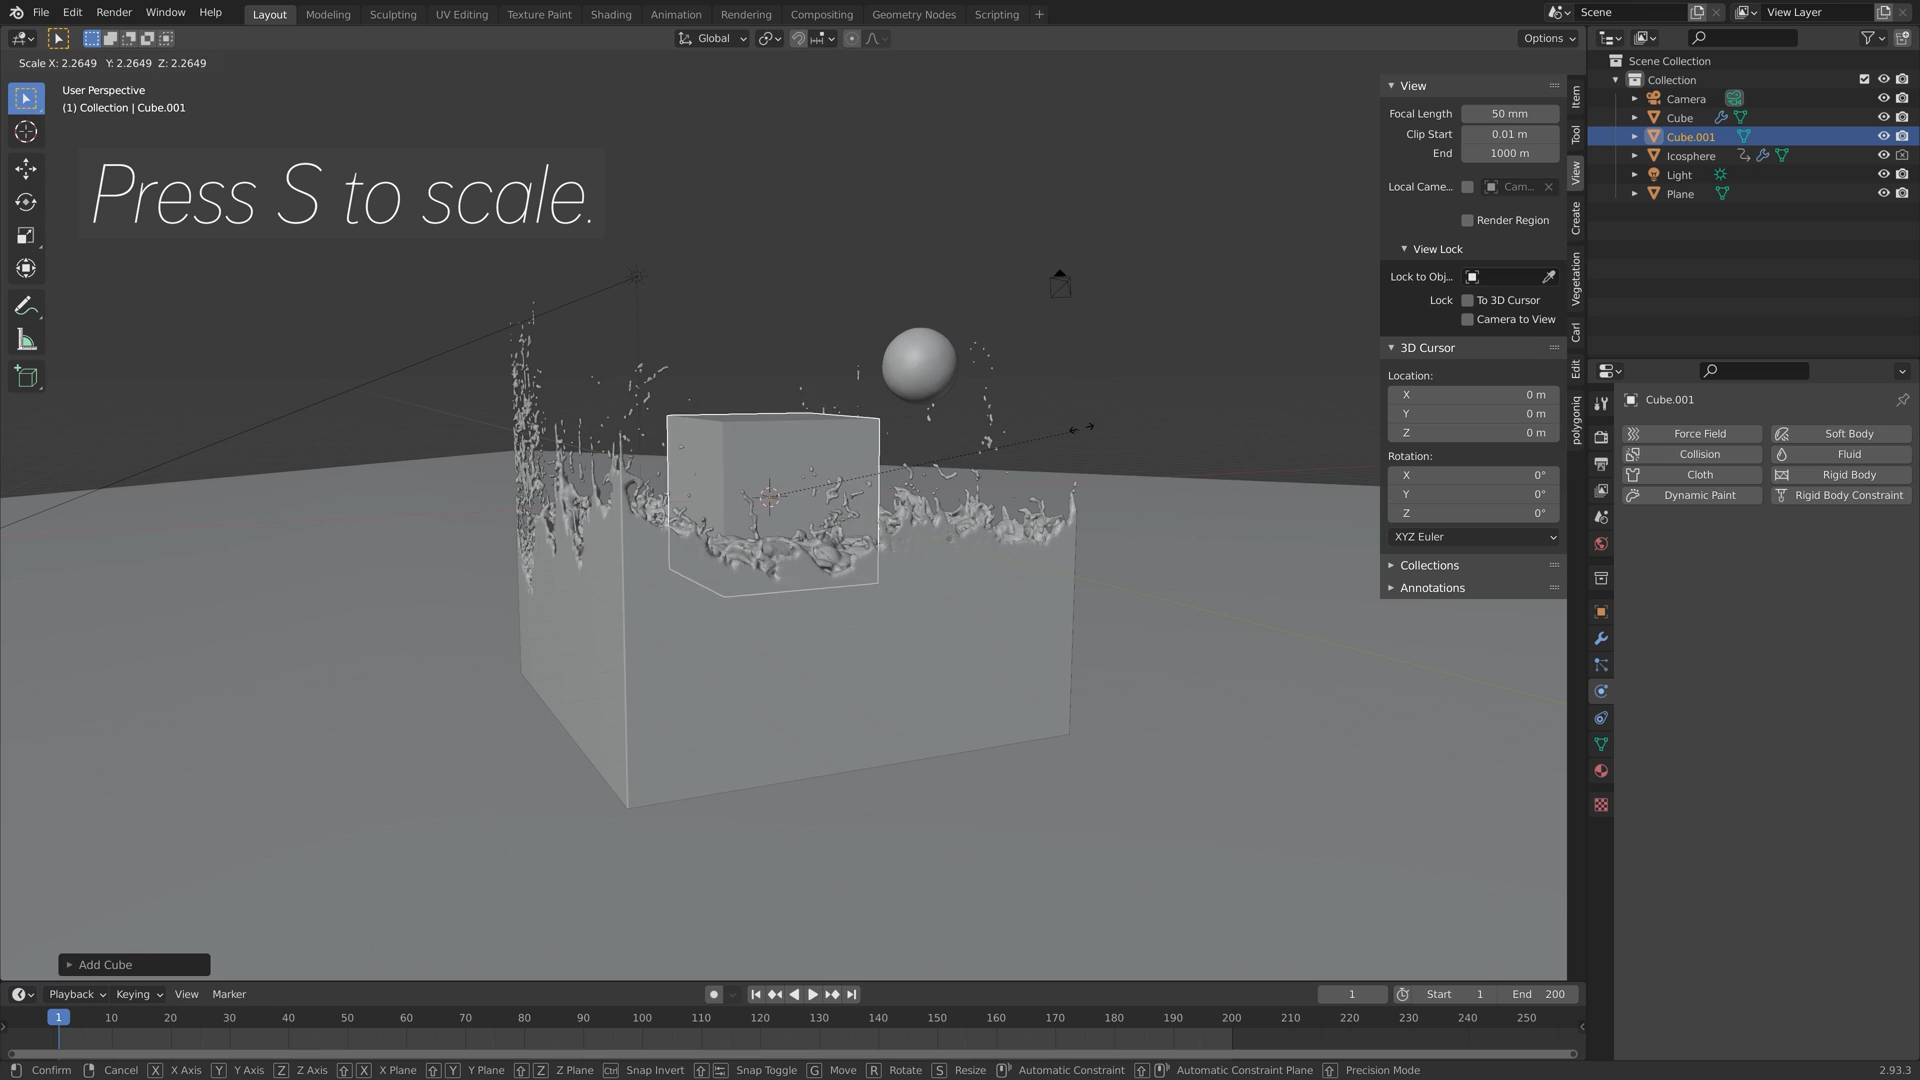 File Edit Render Window Help Layout Modeling Sculpting UV Editing Texture Paint Shading Animation Rendering Compositing Geometry Nodes Scripting + Scene View Layer
Global Options
Scale X: 2.2649 Y: 2.2649 Z: 2.2649
User Perspective
(1) Collection | Cube.001
Press S to scale.
View
Focal Length 50 mm
Clip Start 0.01 m
End 1000 m
Local Came... Cam...
Render Region
View Lock
Lock to Obj...
Lock To 3D Cursor
Camera to View
3D Cursor
Location:
X 0 m
Y 0 m
Z 0 m
Rotation:
X 0°
Y 0°
Z 0°
XYZ Euler
Collections
Annotations
Item
Tool
View
Create
Vegetation
Carl
Edit
polygoniq
Scene Collection
Collection
Camera
Cube
Cube.001
Icosphere
Light
Plane
Cube.001
Force Field Soft Body
Collision Fluid
Cloth Rigid Body
Dynamic Paint Rigid Body Constraint
Add Cube
Playback Keying View Marker 1 Start 1 End 200
1 10 20 30 40 50 60 70 80 90 100 110 120 130 140 150 160 170 180 190 200 210 220 230 240 250
Confirm Cancel X X Axis Y Y Axis Z Z Axis X X Plane Y Y Plane Z Z Plane Ctrl Snap Invert Snap Toggle G Move R Rotate S Resize Automatic Constraint Automatic Constraint Plane Precision Mode 2.93.3